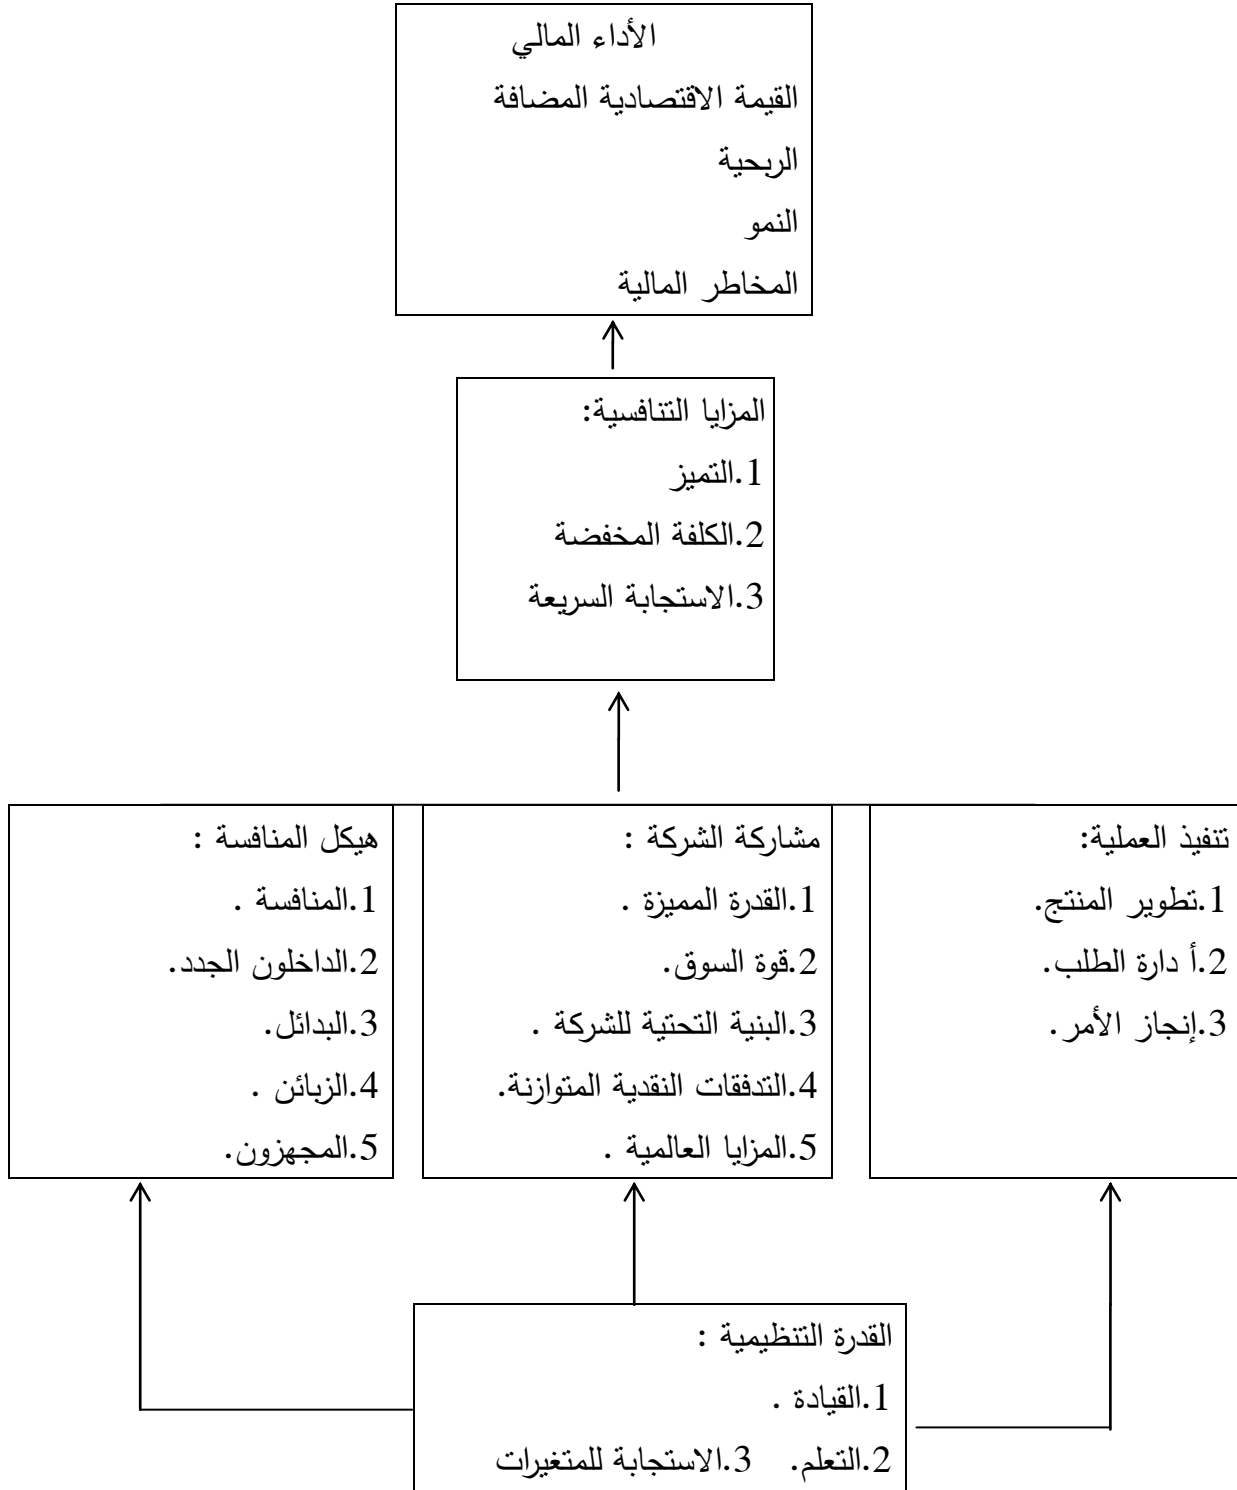 الأداء المالي
القيمة الاقتصادية المضافة
الربحية
النمو
المخاطر المالية
المزايا التنافسية:
1.التميز
2.الكلفة المخفضة
3.الاستجابة السريعة
تنفيذ العملية:
1.تطوير المنتج.
2.أ دارة الطلب.
3.إنجاز الأمر.
مشاركة الشركة :
1.القدرة المميزة .
2.قوة السوق.
3.البنية التحتية للشركة .
4.التدفقات النقدية المتوازنة.
5.المزايا العالمية .
هيكل المنافسة :
1.المنافسة .
2.الداخلون الجدد.
3.البدائل.
4.الزبائن .
5.المجهزون.
القدرة التنظيمية :
1.القيادة .
2.التعلم. 3.الاستجابة للمتغيرات